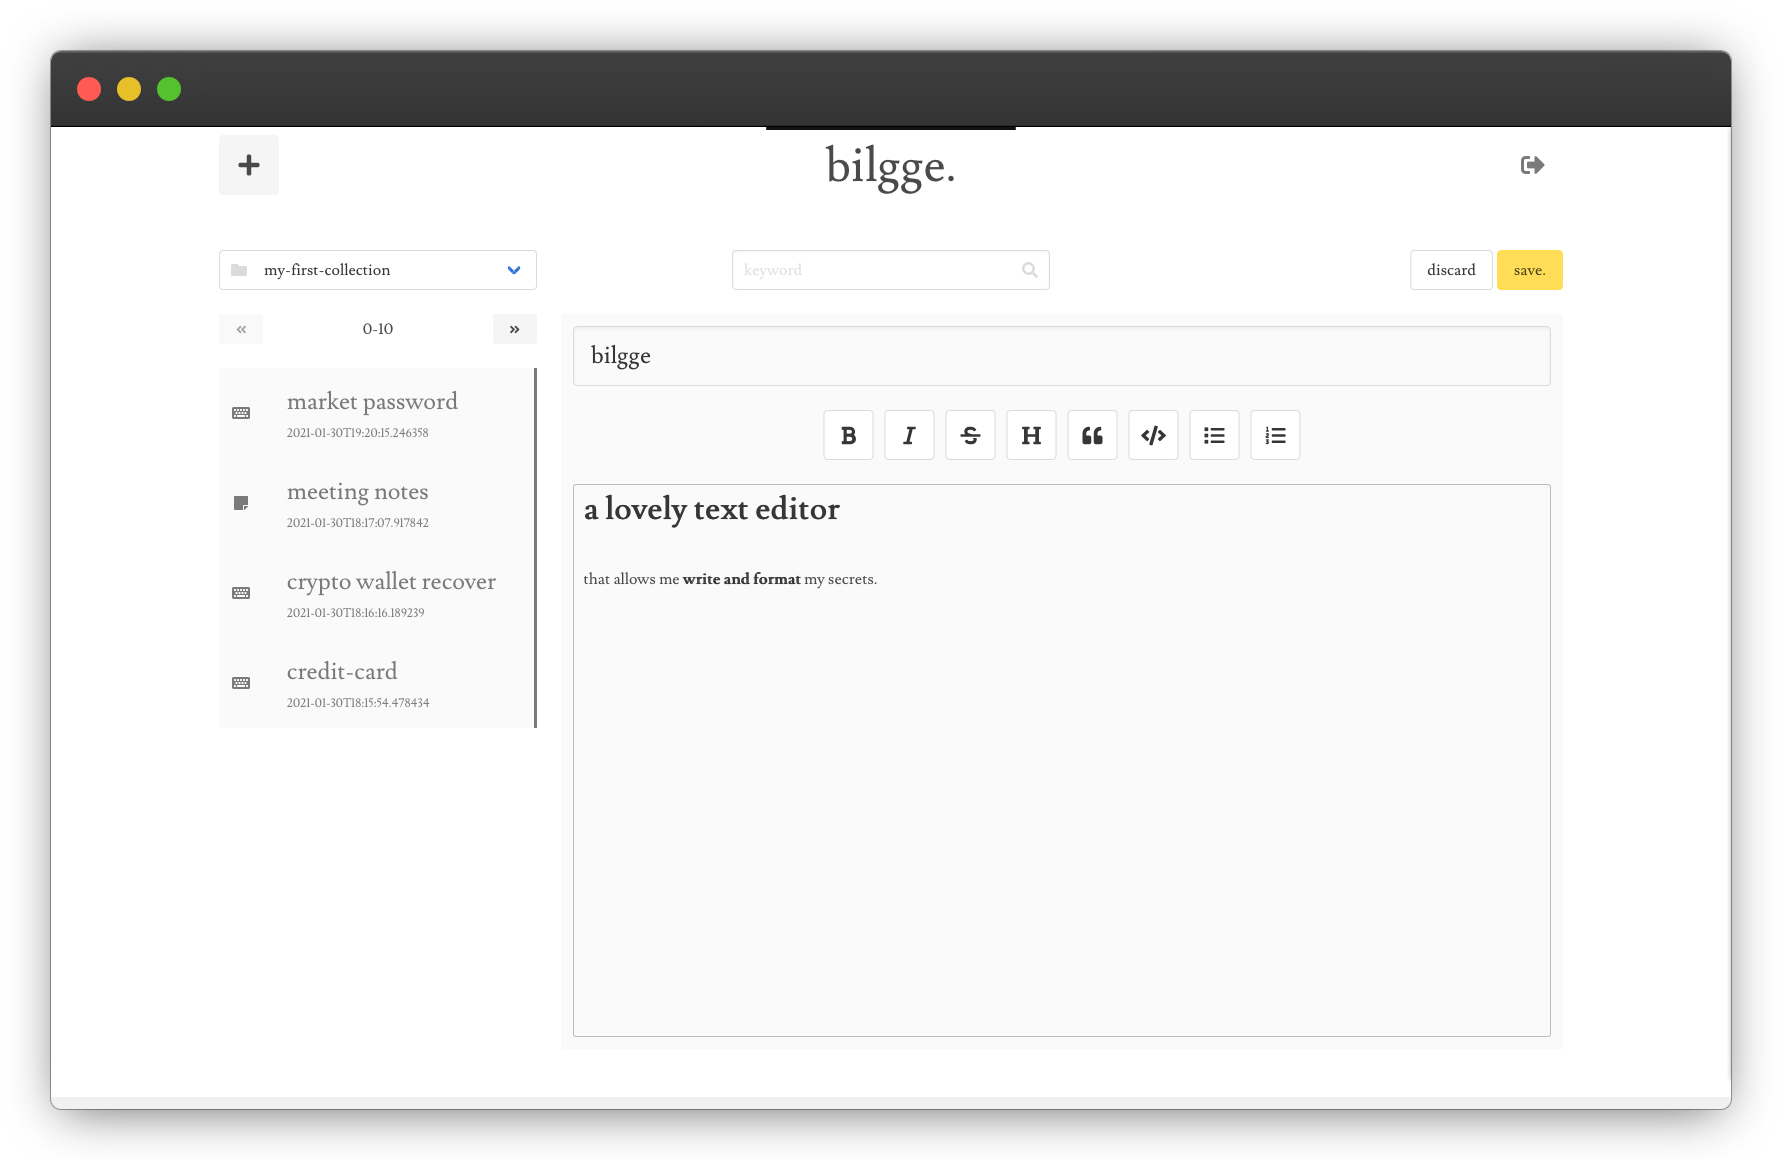 bilgge.
my-first-collection
keyword
discard
save.
«
0-10
»
market password
2021-01-30T19:20:15.246358
meeting notes
2021-01-30T18:17:07.917842
crypto wallet recover
2021-01-30T18:16:16.189239
credit-card
2021-01-30T18:15:54.478434
bilgge
B I S H
a lovely text editor
that allows me write and format my secrets.